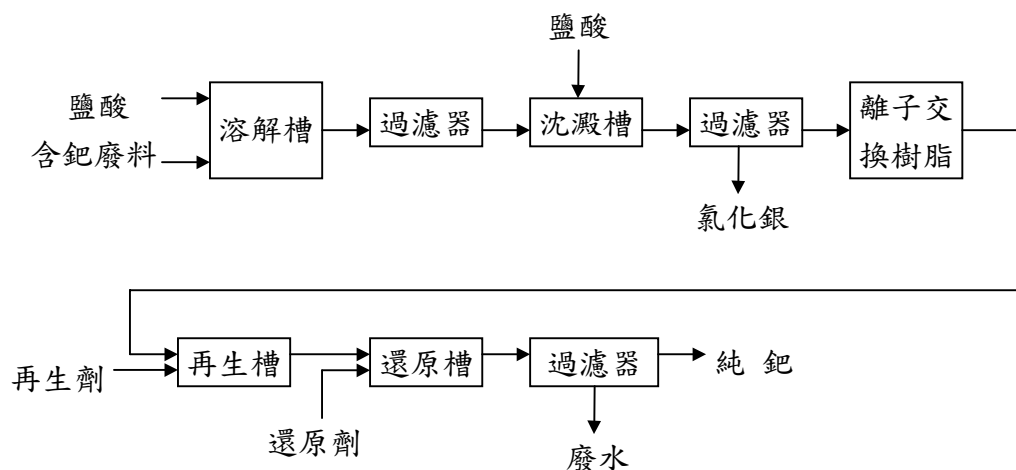 鹽酸
鹽酸
含鈀廢料
溶解槽
過濾器
沈澱槽
過濾器
離子交
換樹脂
氯化銀
再生劑
再生槽
還原槽
過濾器
純 鈀
還原劑
廢水